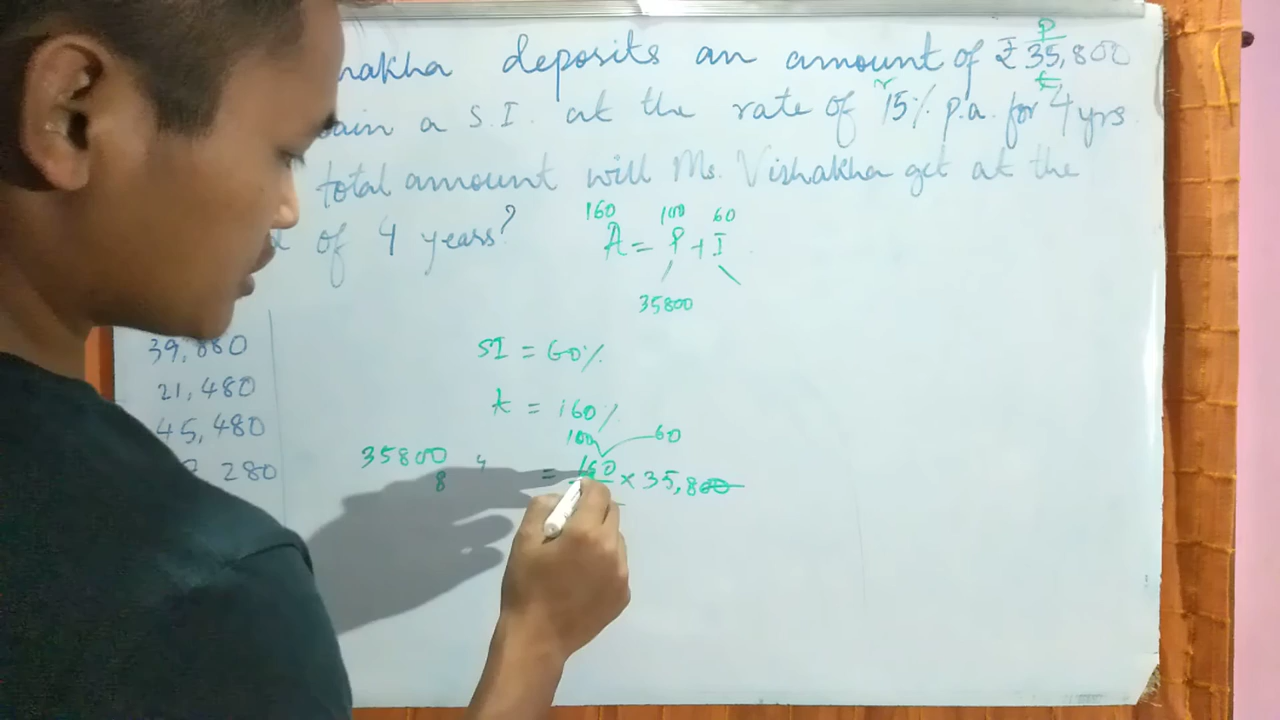 P
deposits an amount of ₹ 35,800
r t
a S.I. at the rate of 15% p.a. for 4 yrs
total amount will Ms. Vishakha get at the
of 4 years?
160 100 60
A = P + I
35800
SI = 60%
A = 160%
100 60
= 160 × 35,800
35800 4
8
39,880
21,480
45,480
280